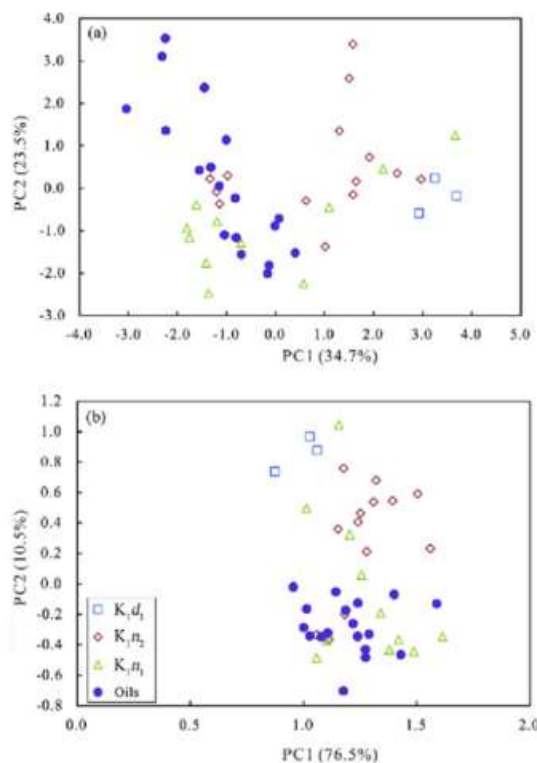 (a)
4.0
3.0
2.0
1.0
0.0
-1.0
-2.0
-3.0
PC2 (23.5%)
-4.0 -3.0 -2.0 -1.0 0.0 1.0 2.0 3.0 4.0 5.0
PC1 (34.7%)
(b)
1.2
1.0
0.8
0.6
0.4
0.2
0.0
-0.2
-0.4
-0.6
-0.8
PC2 (10.5%)
K₁d₁
K₁n₂
K₁n₁
Oils
0.0 0.5 1.0 1.5 2.0
PC1 (76.5%)